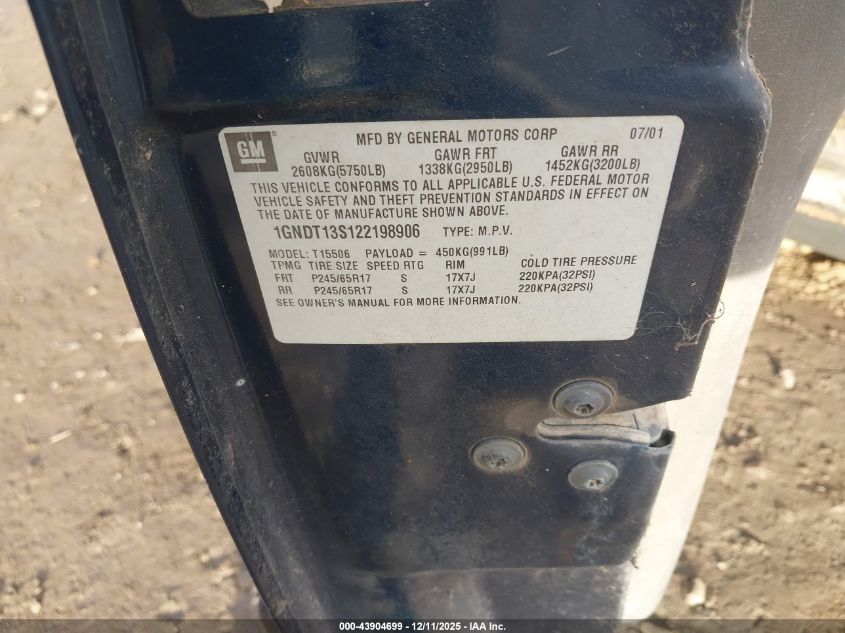 GM®
MFD BY GENERAL MOTORS CORP 07/01
GVWR GAWR FRT GAWR RR
2608KG(5750LB) 1338KG(2950LB) 1452KG(3200LB)
THIS VEHICLE CONFORMS TO ALL APPLICABLE U.S. FEDERAL MOTOR
VEHICLE SAFETY AND THEFT PREVENTION STANDARDS IN EFFECT ON
THE DATE OF MANUFACTURE SHOWN ABOVE.
1GNDT13S122198906 TYPE: M.P.V.
MODEL: T15506 PAYLOAD = 450KG(991LB)
TPMG TIRE SIZE SPEED RTG RIM COLD TIRE PRESSURE
FRT P245/65R17 S 17X7J 220KPA(32PSI)
RR P245/65R17 S 17X7J 220KPA(32PSI)
SEE OWNER'S MANUAL FOR MORE INFORMATION.
000-43904699 - 12/11/2025 - IAA Inc.